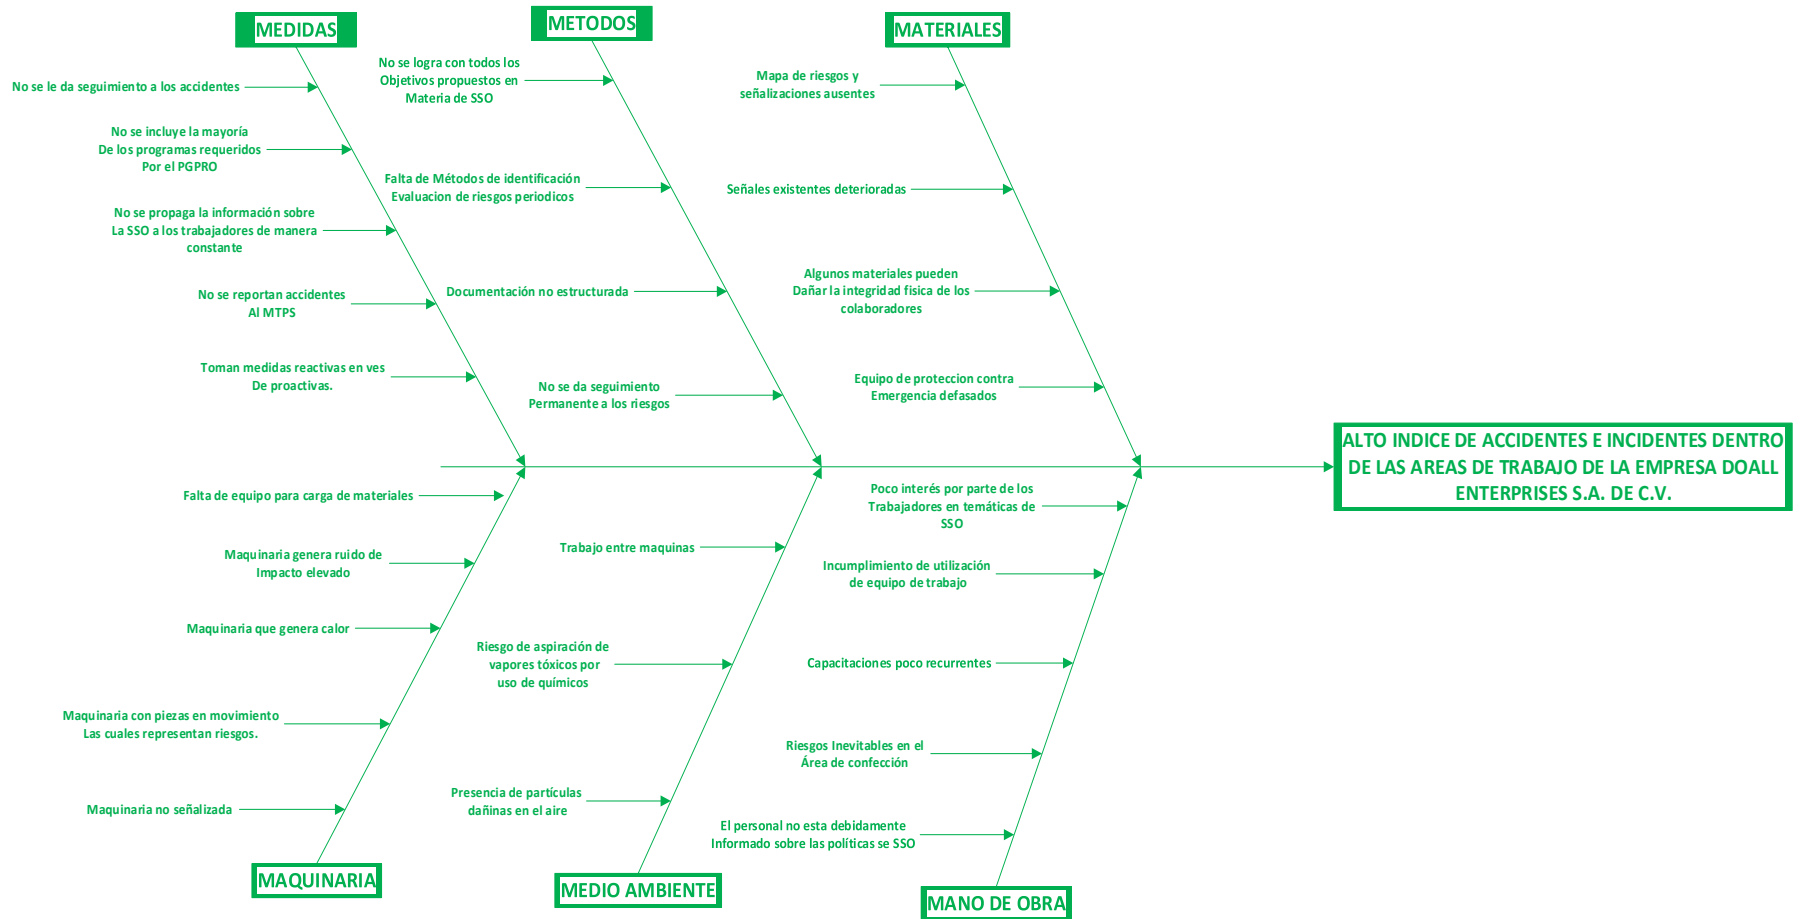 MEDIDAS
No se le da seguimiento a los accidentes
No se incluye la mayoría
De los programas requeridos
Por el PGPRO
No se propaga la información sobre
La SSO a los trabajadores de manera
constante
No se reportan accidentes
Al MTPS
Toman medidas reactivas en ves
De proactivas.
METODOS
No se logra con todos los
Objetivos propuestos en
Materia de SSO
Falta de Métodos de identificación
Evaluacion de riesgos periodicos
Documentación no estructurada
No se da seguimiento
Permanente a los riesgos
MATERIALES
Mapa de riesgos y
señalizaciones ausentes
Señales existentes deterioradas
Algunos materiales pueden
Dañar la integridad fisica de los
colaboradores
Equipo de proteccion contra
Emergencia defasados
ALTO INDICE DE ACCIDENTES E INCIDENTES DENTRO
DE LAS AREAS DE TRABAJO DE LA EMPRESA DOALL
ENTERPRISES S.A. DE C.V.
Falta de equipo para carga de materiales
Maquinaria genera ruido de
Impacto elevado
Maquinaria que genera calor
Maquinaria con piezas en movimiento
Las cuales representan riesgos.
Maquinaria no señalizada
MAQUINARIA
Trabajo entre maquinas
Riesgo de aspiración de
vapores tóxicos por
uso de químicos
Presencia de partículas
dañinas en el aire
MEDIO AMBIENTE
Poco interés por parte de los
Trabajadores en temáticas de
SSO
Incumplimiento de utilización
de equipo de trabajo
Capacitaciones poco recurrentes
Riesgos Inevitables en el
Área de confección
El personal no esta debidamente
Informado sobre las políticas se SSO
MANO DE OBRA